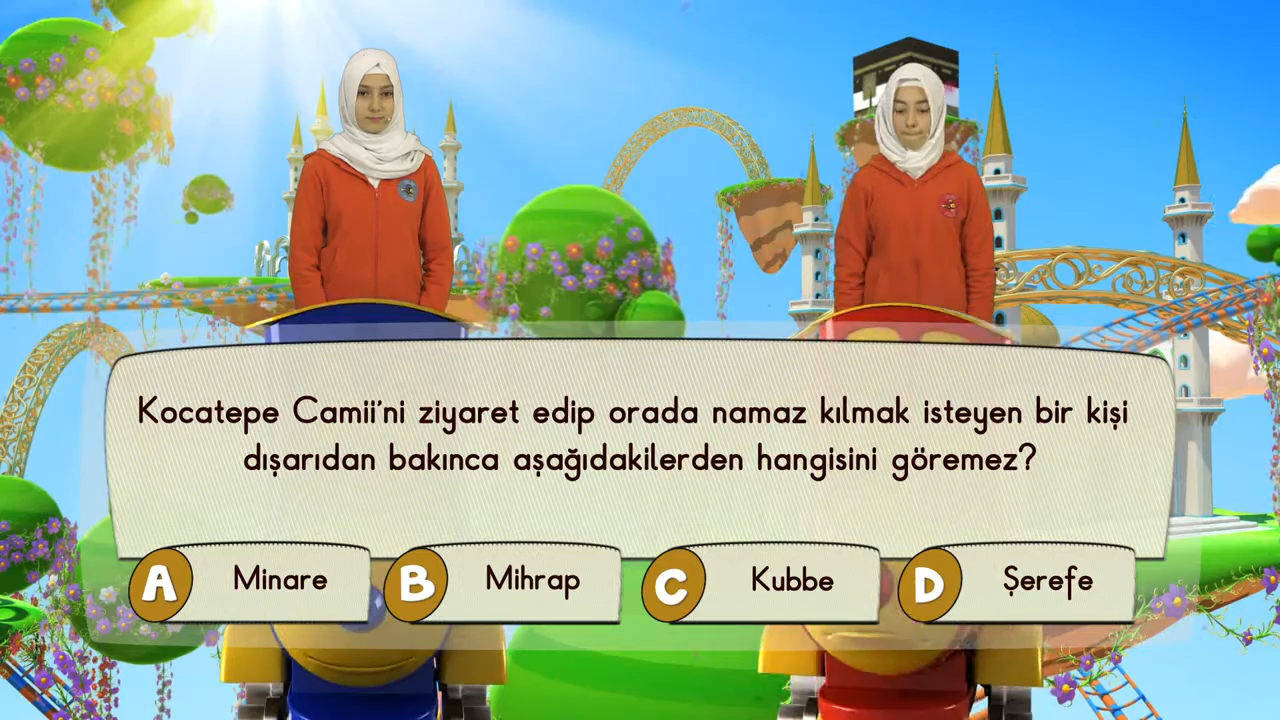 Kocatepe Camii'ni ziyaret edip orada namaz kılmak isteyen bir kişi
dışarıdan bakınca aşağıdakilerden hangisini göremez?
A Minare
B Mihrap
C Kubbe
D Şerefe